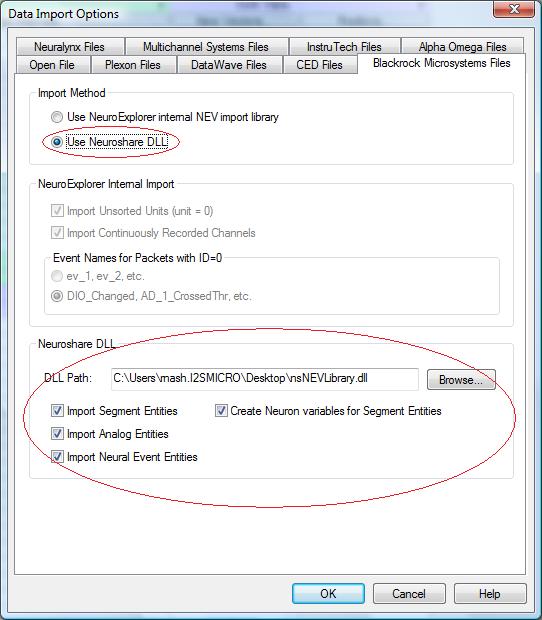 Data Import Options
Neuralynx Files Multichannel Systems Files InstruTech Files Alpha Omega Files
Open File Plexon Files DataWave Files CED Files Blackrock Microsystems Files
Import Method
Use NeuroExplorer internal NEV import library
Use Neuroshare DLL
NeuroExplorer Internal Import
Import Unsorted Units (unit = 0)
Import Continuously Recorded Channels
Event Names for Packets with ID=0
ev_1, ev_2, etc.
DIO_Changed, AD_1_CrossedThr, etc.
Neuroshare DLL
DLL Path: C:\Users\mash.I2SMICRO\Desktop\nsNEVLibrary.dll Browse...
Import Segment Entities Create Neuron variables for Segment Entities
Import Analog Entities
Import Neural Event Entities
OK Cancel Help